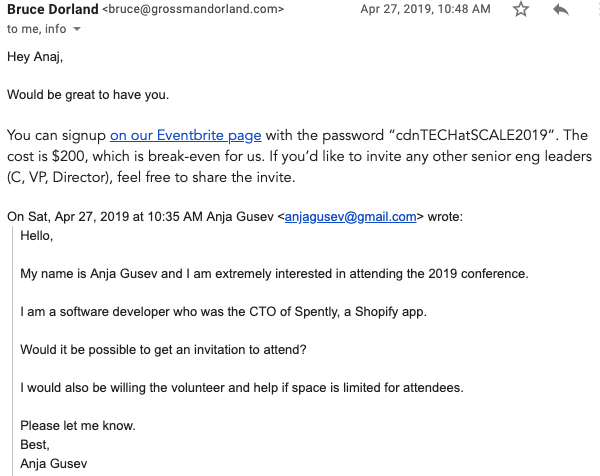 Bruce Dorland <bruce@grossmandorland.com> Apr 27, 2019, 10:48 AM
to me, info
Hey Anaj,
Would be great to have you.
You can signup on our Eventbrite page with the password “cdnTECHatSCALE2019”. The
cost is $200, which is break-even for us. If you’d like to invite any other senior eng leaders
(C, VP, Director), feel free to share the invite.
On Sat, Apr 27, 2019 at 10:35 AM Anja Gusev <anjagusev@gmail.com> wrote:
Hello,
My name is Anja Gusev and I am extremely interested in attending the 2019 conference.
I am a software developer who was the CTO of Spently, a Shopify app.
Would it be possible to get an invitation to attend?
I would also be willing the volunteer and help if space is limited for attendees.
Please let me know.
Best,
Anja Gusev